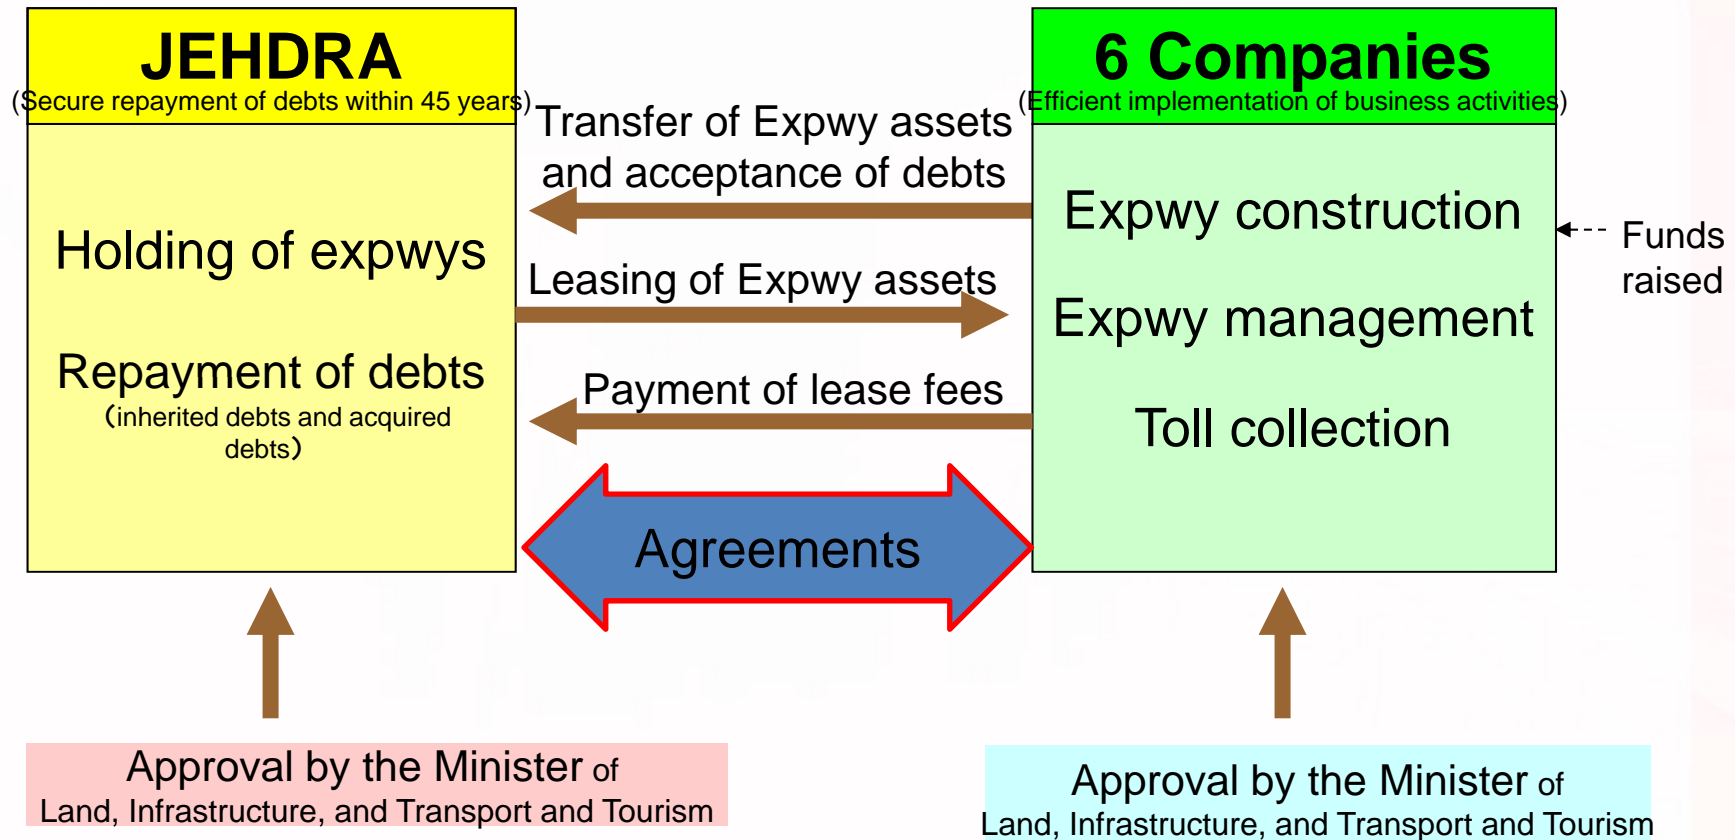 JEHDRA
(Secure repayment of debts within 45 years)
Holding of expwys
Repayment of debts
(inherited debts and acquired
debts)
Transfer of Expwy assets
and acceptance of debts
Leasing of Expwy assets
Payment of lease fees
Agreements
6 Companies
(Efficient implementation of business activities)
Expwy construction
Expwy management
Toll collection
Funds
raised
Approval by the Minister of
Land, Infrastructure, and Transport and Tourism
Approval by the Minister of
Land, Infrastructure, and Transport and Tourism